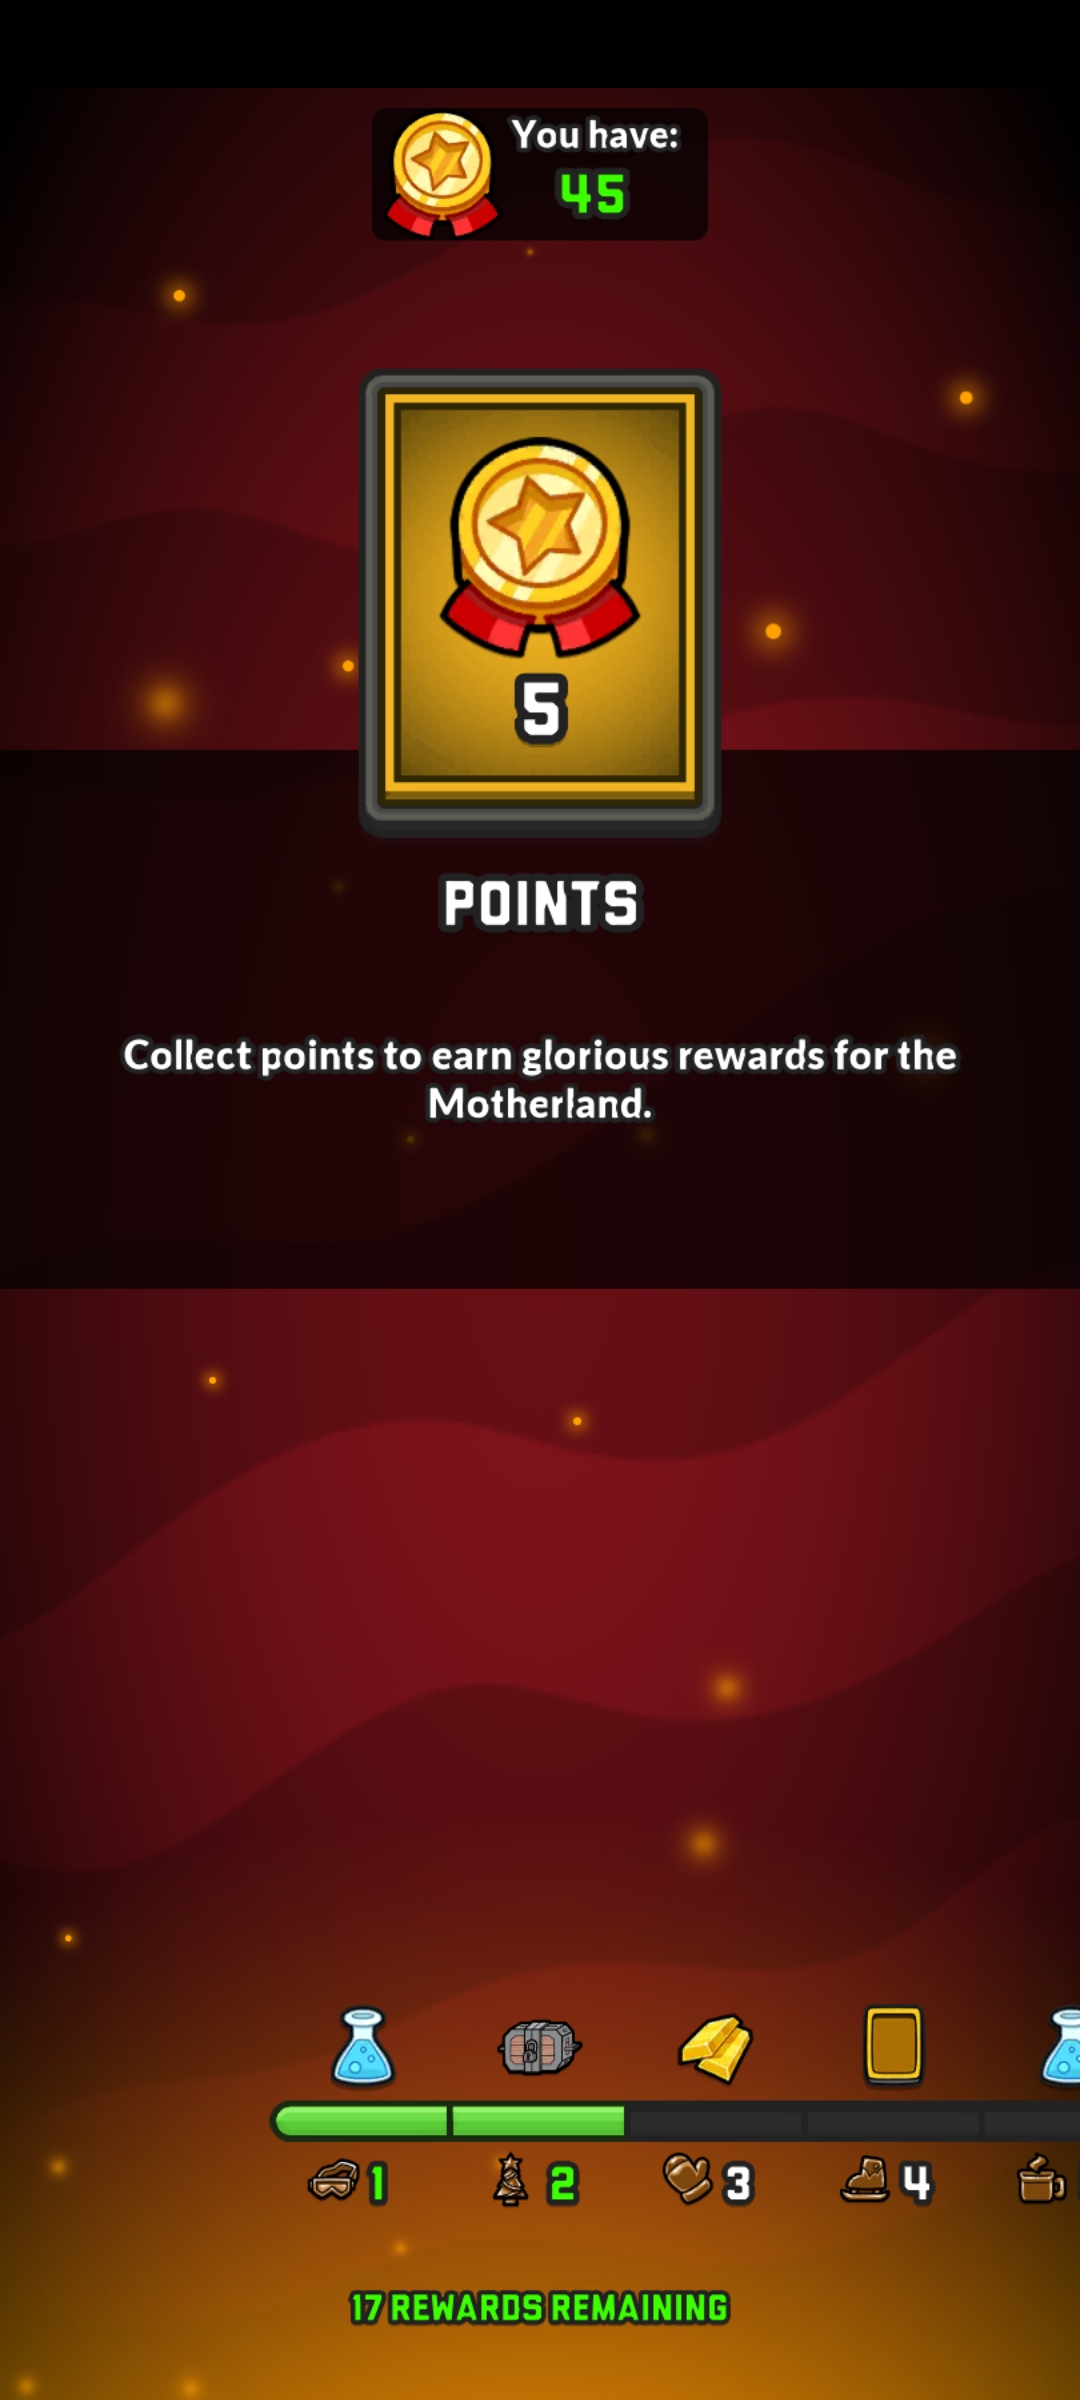 You have:
45
5
POINTS
Collect points to earn glorious rewards for the
Motherland.
1 2 3 4
17 REWARDS REMAINING